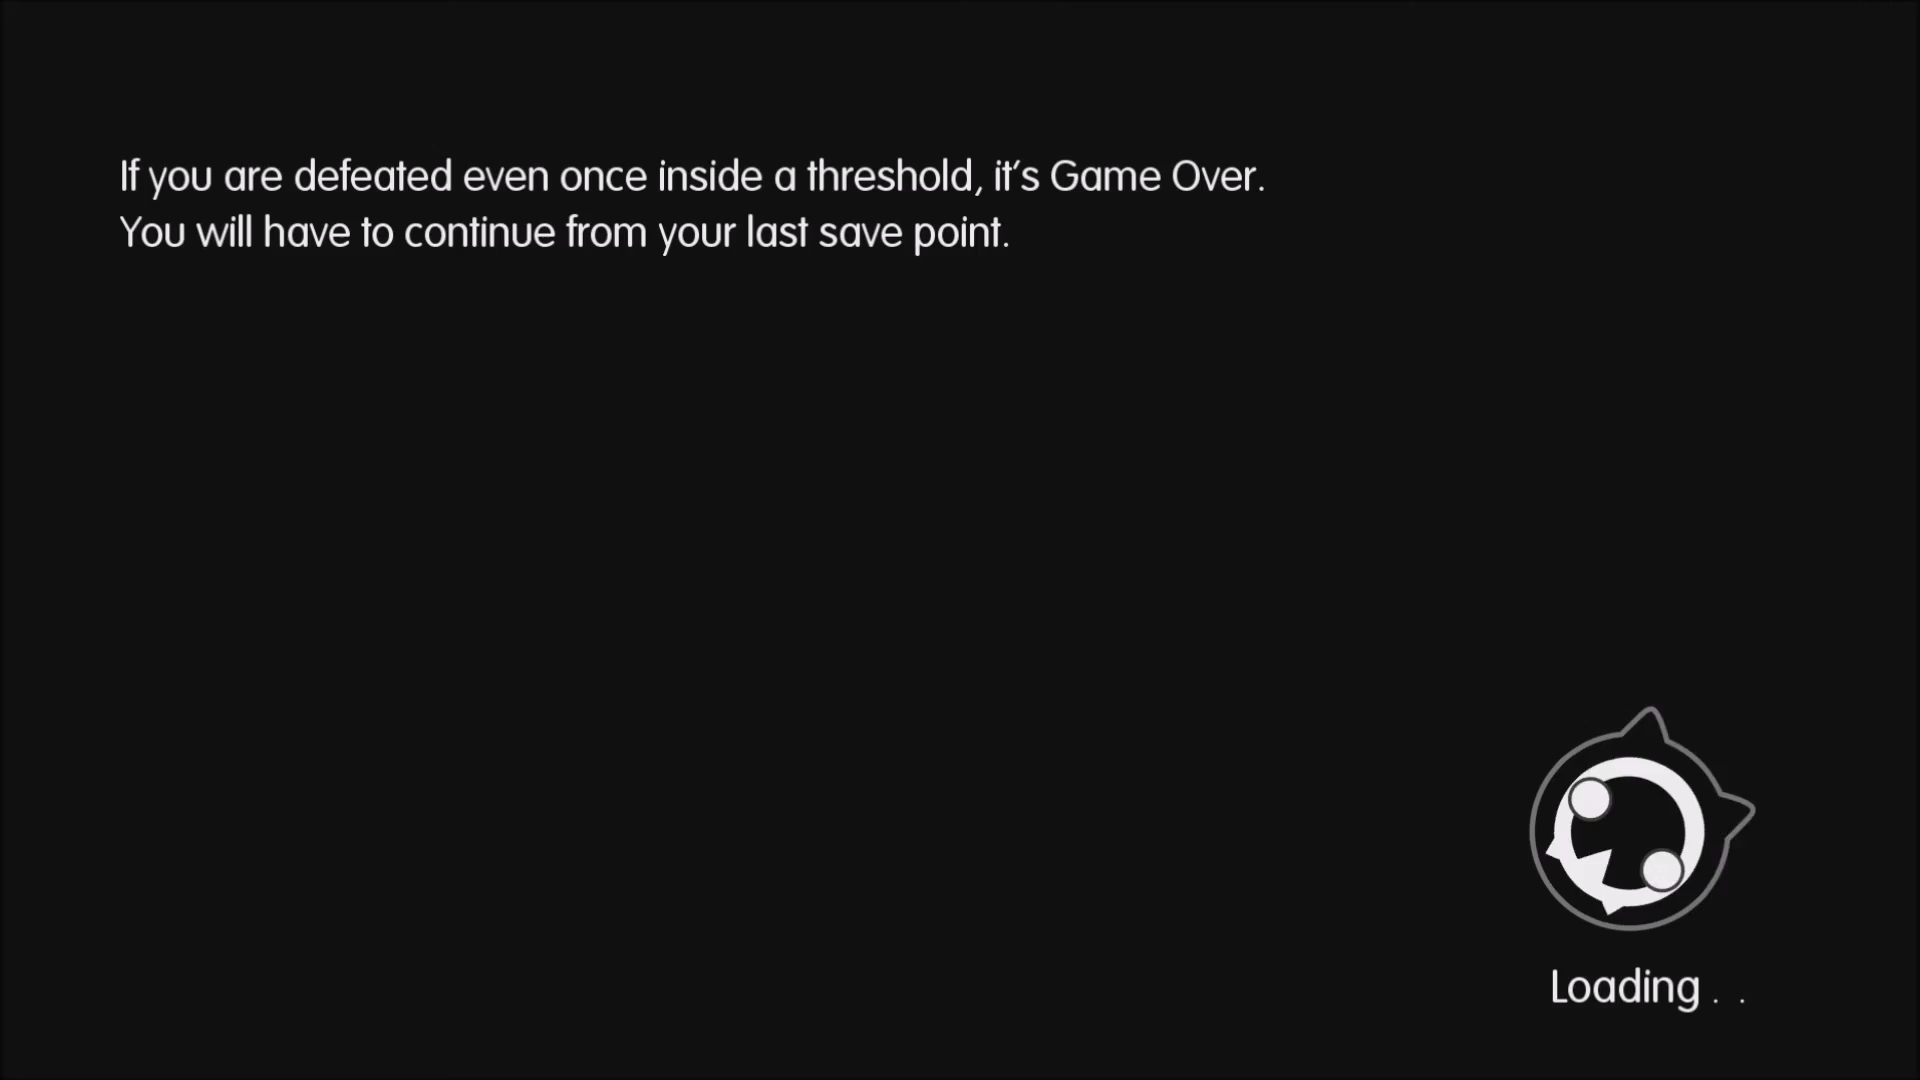 If you are defeated even once inside a threshold, it's Game Over.
You will have to continue from your last save point.
Loading . .